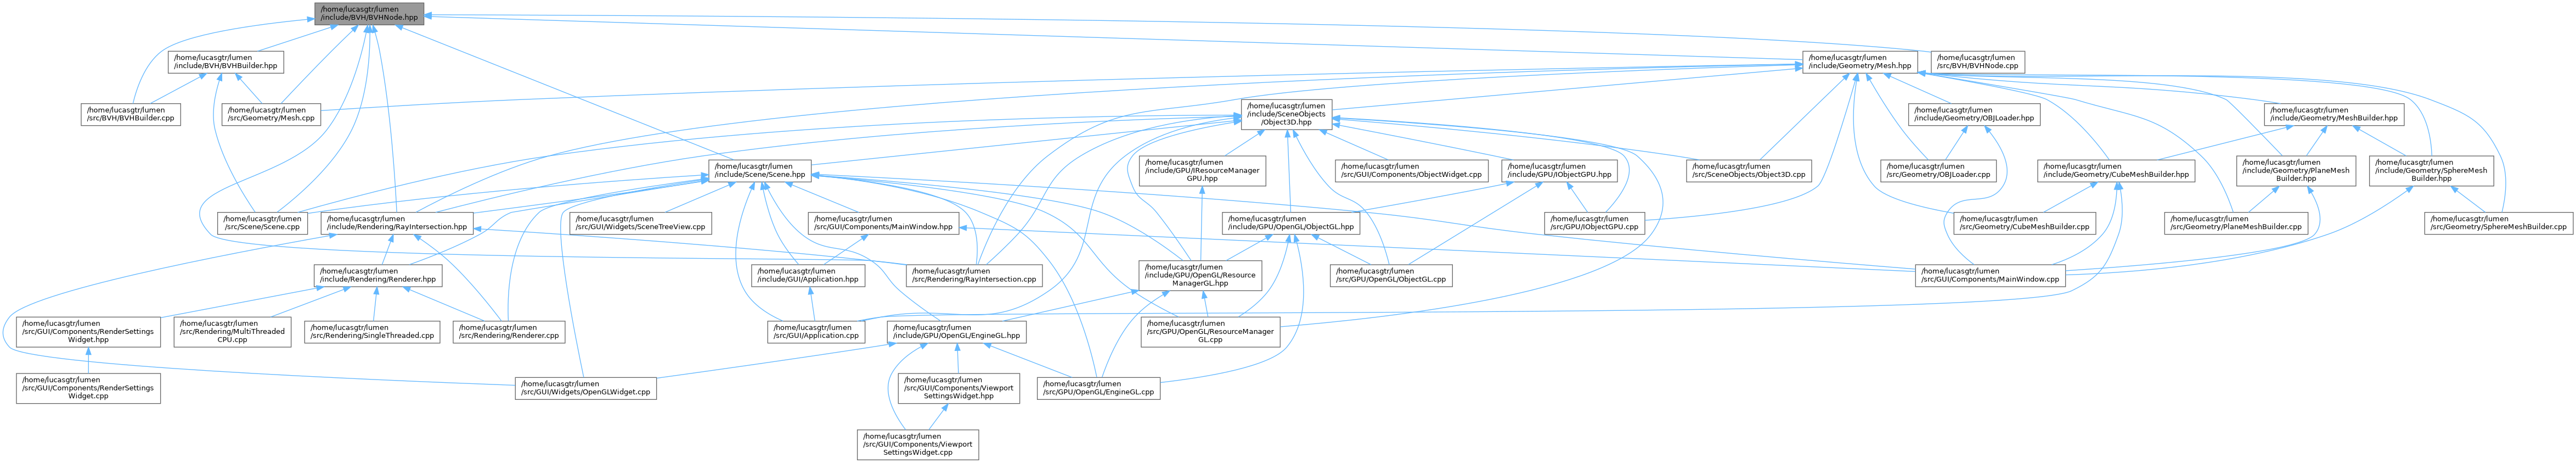 /home/lucasgtr/lumen
/include/BVH/BVHNode.hpp
/home/lucasgtr/lumen
/include/BVH/BVHBuilder.hpp
/home/lucasgtr/lumen
/include/Geometry/Mesh.hpp
/home/lucasgtr/lumen
/src/BVH/BVHNode.cpp
/home/lucasgtr/lumen
/src/BVH/BVHBuilder.cpp
/home/lucasgtr/lumen
/src/Geometry/Mesh.cpp
/home/lucasgtr/lumen
/include/SceneObjects
/Object3D.hpp
/home/lucasgtr/lumen
/include/Geometry/OBJLoader.hpp
/home/lucasgtr/lumen
/include/Geometry/MeshBuilder.hpp
/home/lucasgtr/lumen
/include/Scene/Scene.hpp
/home/lucasgtr/lumen
/include/GPU/IResourceManager
GPU.hpp
/home/lucasgtr/lumen
/src/GUI/Components/ObjectWidget.cpp
/home/lucasgtr/lumen
/include/GPU/IObjectGPU.hpp
/home/lucasgtr/lumen
/src/SceneObjects/Object3D.cpp
/home/lucasgtr/lumen
/src/Geometry/OBJLoader.cpp
/home/lucasgtr/lumen
/include/Geometry/CubeMeshBuilder.hpp
/home/lucasgtr/lumen
/include/Geometry/PlaneMesh
Builder.hpp
/home/lucasgtr/lumen
/include/Geometry/SphereMesh
Builder.hpp
/home/lucasgtr/lumen
/src/Scene/Scene.cpp
/home/lucasgtr/lumen
/include/Rendering/RayIntersection.hpp
/home/lucasgtr/lumen
/src/GUI/Widgets/SceneTreeView.cpp
/home/lucasgtr/lumen
/include/GUI/Components/MainWindow.hpp
/home/lucasgtr/lumen
/include/GPU/OpenGL/ObjectGL.hpp
/home/lucasgtr/lumen
/src/GPU/IObjectGPU.cpp
/home/lucasgtr/lumen
/src/Geometry/CubeMeshBuilder.cpp
/home/lucasgtr/lumen
/src/Geometry/PlaneMeshBuilder.cpp
/home/lucasgtr/lumen
/src/Geometry/SphereMeshBuilder.cpp
/home/lucasgtr/lumen
/include/Rendering/Renderer.hpp
/home/lucasgtr/lumen
/include/GUI/Application.hpp
/home/lucasgtr/lumen
/src/Rendering/RayIntersection.cpp
/home/lucasgtr/lumen
/include/GPU/OpenGL/Resource
ManagerGL.hpp
/home/lucasgtr/lumen
/src/GPU/OpenGL/ObjectGL.cpp
/home/lucasgtr/lumen
/src/GUI/Components/MainWindow.cpp
/home/lucasgtr/lumen
/src/GUI/Components/RenderSettings
Widget.hpp
/home/lucasgtr/lumen
/src/Rendering/MultiThreaded
CPU.cpp
/home/lucasgtr/lumen
/src/Rendering/SingleThreaded.cpp
/home/lucasgtr/lumen
/src/Rendering/Renderer.cpp
/home/lucasgtr/lumen
/src/GUI/Application.cpp
/home/lucasgtr/lumen
/include/GPU/OpenGL/EngineGL.hpp
/home/lucasgtr/lumen
/src/GPU/OpenGL/ResourceManager
GL.cpp
/home/lucasgtr/lumen
/src/GUI/Components/RenderSettings
Widget.cpp
/home/lucasgtr/lumen
/src/GUI/Widgets/OpenGLWidget.cpp
/home/lucasgtr/lumen
/src/GUI/Components/Viewport
SettingsWidget.hpp
/home/lucasgtr/lumen
/src/GPU/OpenGL/EngineGL.cpp
/home/lucasgtr/lumen
/src/GUI/Components/Viewport
SettingsWidget.cpp